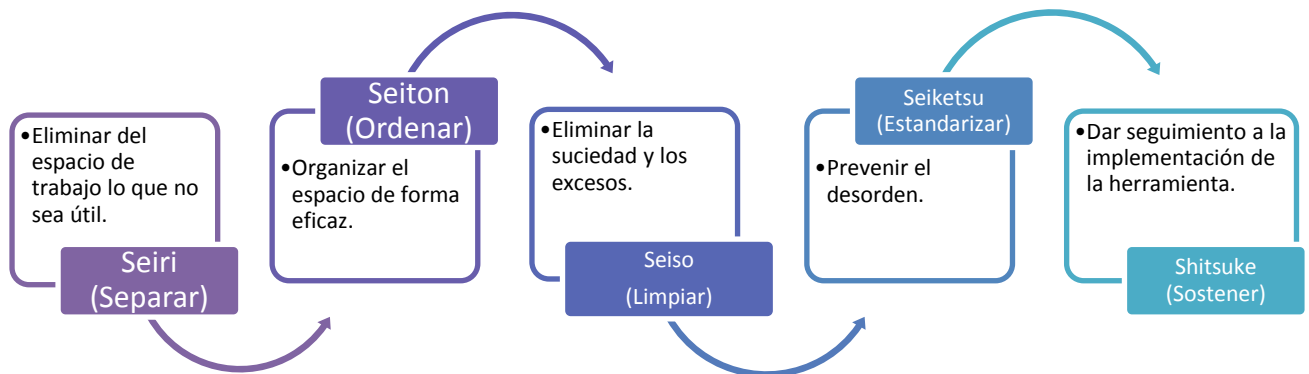 •Eliminar del
espacio de
trabajo lo que no
sea útil.
Seiri
(Separar)
Seiton
(Ordenar)
•Organizar el
espacio de forma
eficaz.
•Eliminar la
suciedad y los
excesos.
Seiso
(Limpiar)
Seiketsu
(Estandarizar)
•Prevenir el
desorden.
•Dar seguimiento a la
implementación de
la herramienta.
Shitsuke
(Sostener)